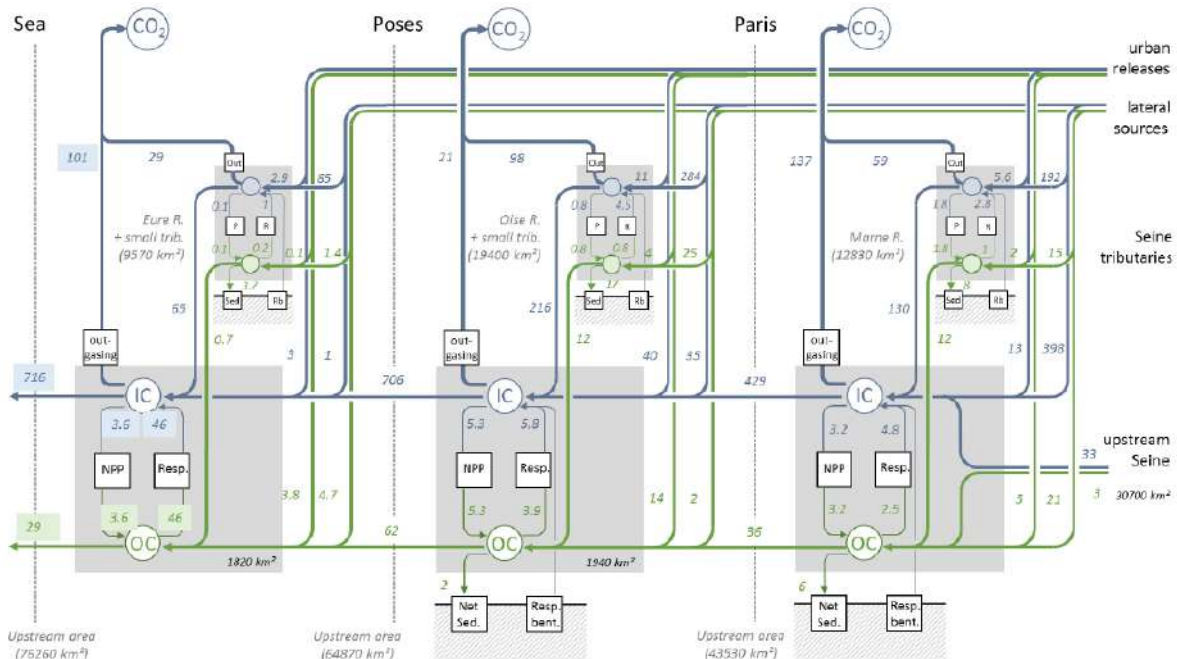 Sea
Poses
Paris
CO2
CO2
CO2
urban
releases
lateral
sources
101
29
21
98
137
59
Out
Out
Out
2.9
85
11
284
5.6
192
0.1
1
0.8
4.5
1.8
2.8
P
R
P
R
P
R
Eure R.
+ small trib.
(9570 km²)
Oise R.
+ small trib.
(19400 km²)
Marne R.
(12830 km²)
Seine
tributaries
0.1
0.2
0.1
1.4
0.8
0.8
4
25
1.8
1
2
15
3.7
17
8
Sed
Rb
Sed
Rb
Sed
Rb
65
216
130
0.7
12
12
out-
gasing
out-
gasing
out-
gasing
3
1
40
35
13
398
716
706
429
IC
IC
IC
3.6
46
5.3
5.8
3.2
4.8
NPP
Resp.
NPP
Resp.
NPP
Resp.
upstream
Seine
33
3
30700 km²
3.8
4.7
14
2
5
21
3.6
46
5.3
3.9
3.2
2.5
29
62
36
OC
OC
OC
1820 km²
1940 km²
2
6
Net
Sed.
Resp.
bent.
Net
Sed.
Resp.
bent.
Upstream area
(76260 km²)
Upstream area
(64870 km²)
Upstream area
(43530 km²)